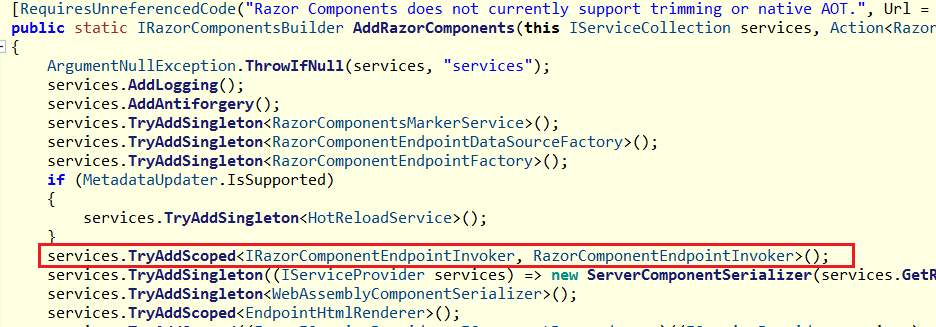 [RequiresUnreferencedCode("Razor Components does not currently support trimming or native AOT.", Url =
public static IRazorComponentsBuilder AddRazorComponents(this IServiceCollection services, Action<Razor
{
ArgumentNullException.ThrowIfNull(services, "services");
services.AddLogging();
services.AddAntiforgery();
services.TryAddSingleton<RazorComponentsMarkerService>();
services.TryAddSingleton<RazorComponentEndpointDataSourceFactory>();
services.TryAddSingleton<RazorComponentEndpointFactory>();
if (MetadataUpdater.IsSupported)
{
services.TryAddSingleton<HotReloadService>();
}
services.TryAddScoped<IRazorComponentEndpointInvoker, RazorComponentEndpointInvoker>();
services.TryAddSingleton((IServiceProvider services) => new ServerComponentSerializer(services.GetR
services.TryAddSingleton<WebAssemblyComponentSerializer>();
services.TryAddScoped<EndpointHtmlRenderer>();